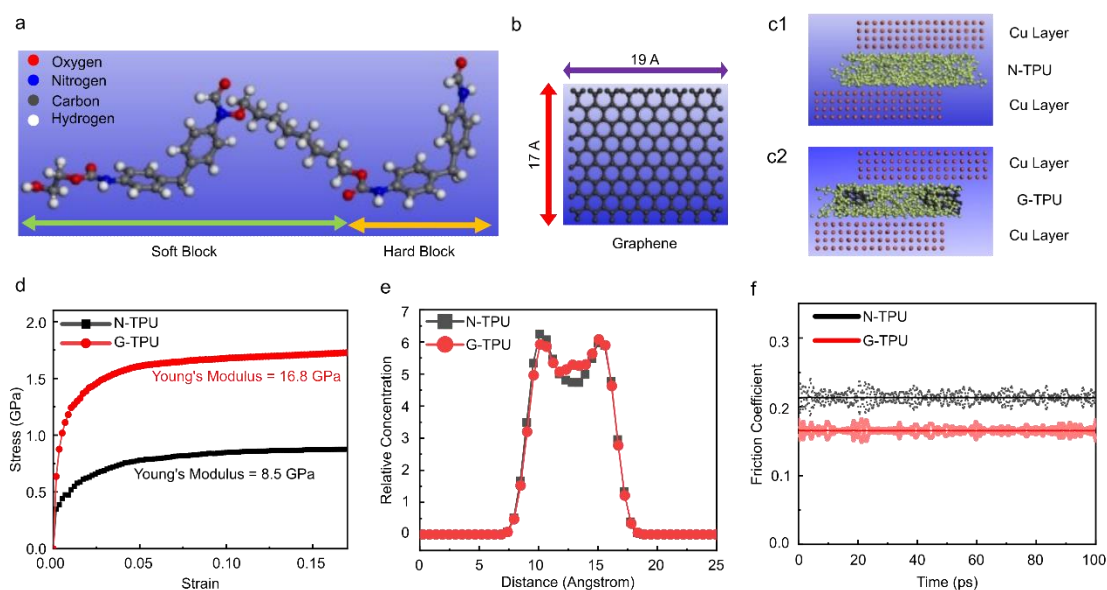 a
Oxygen
Nitrogen
Carbon
Hydrogen
Soft Block
Hard Block
b
19 A
17 A
Graphene
c1
Cu Layer
N-TPU
Cu Layer
c2
Cu Layer
G-TPU
Cu Layer
d
N-TPU
G-TPU
Young's Modulus = 16.8 GPa
Young's Modulus = 8.5 GPa
Stress (GPa)
2.0
1.5
1.0
0.5
0.0
0.00
0.05
0.10
0.15
Strain
e
N-TPU
G-TPU
Relative Concentration
7
6
5
4
3
2
1
0
0
5
10
15
20
25
Distance (Angstrom)
f
N-TPU
G-TPU
Friction Coefficient
0.3
0.2
0.1
0.0
0
20
40
60
80
100
Time (ps)